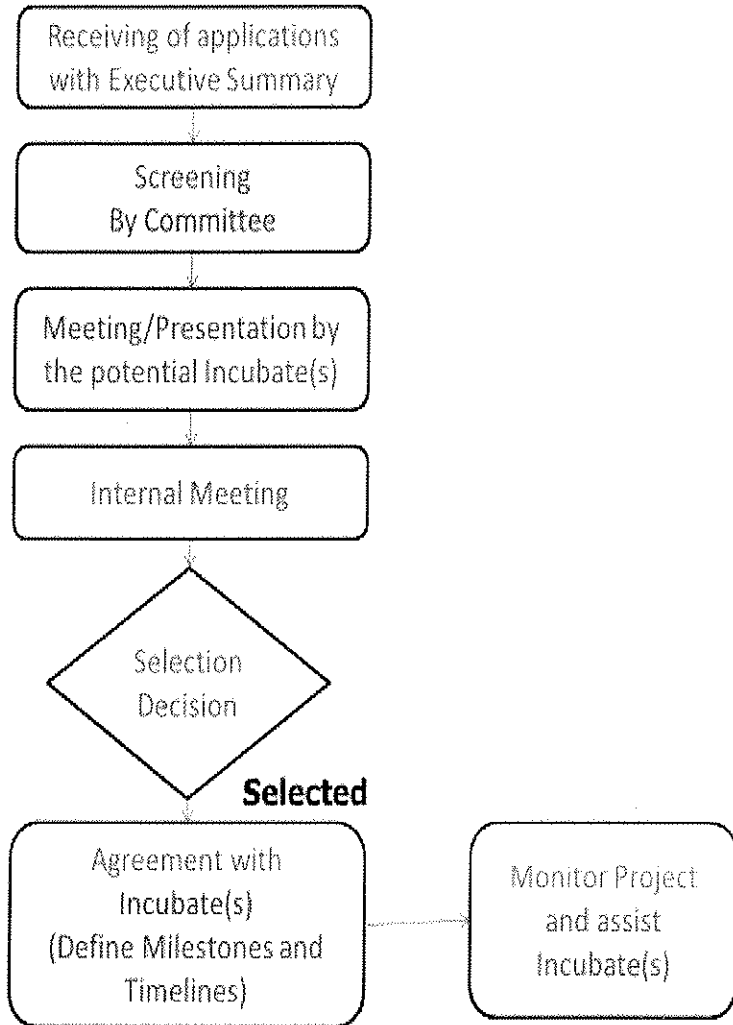 Receiving of applications
with Executive Summary
Screening
By Committee
Meeting/Presentation by
the potential Incubate(s)
Internal Meeting
Selection
Decision
Selected
Agreement with
Incubate(s)
(Define Milestones and
Timelines)
Monitor Project
and assist
Incubate(s)